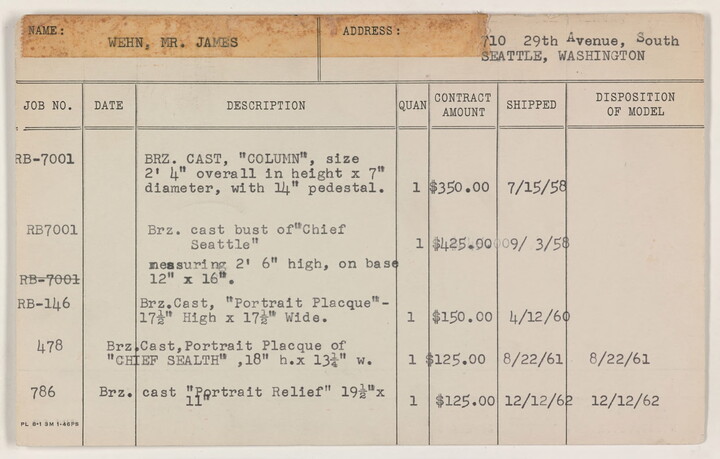 NAME: WEHN, MR. JAMES ADDRESS: 710 29th Avenue, South
SEATTLE, WASHINGTON
JOB NO. DATE DESCRIPTION QUAN CONTRACT AMOUNT SHIPPED DISPOSITION OF MODEL
RB-7001 BRZ. CAST, "COLUMN", size
2' 4" overall in height x 7"
diameter, with 14" pedestal. 1 $350.00 7/15/58
RB7001 Brz. cast bust of"Chief
Seattle" 1 $425.00 9/ 3/58
measuring 2' 6" high, on base
RB-7001 12" x 16".
RB-146 Brz.Cast, "Portrait Placque"-
17½" High x 17½" Wide. 1 $150.00 4/12/60
478 Brz.Cast,Portrait Placque of
"CHIEF SEALTH" ,18" h.x 13¼" w. 1 $125.00 8/22/61 8/22/61
786 Brz. cast "Portrait Relief" 19½"x
11" 1 $125.00 12/12/62 12/12/62